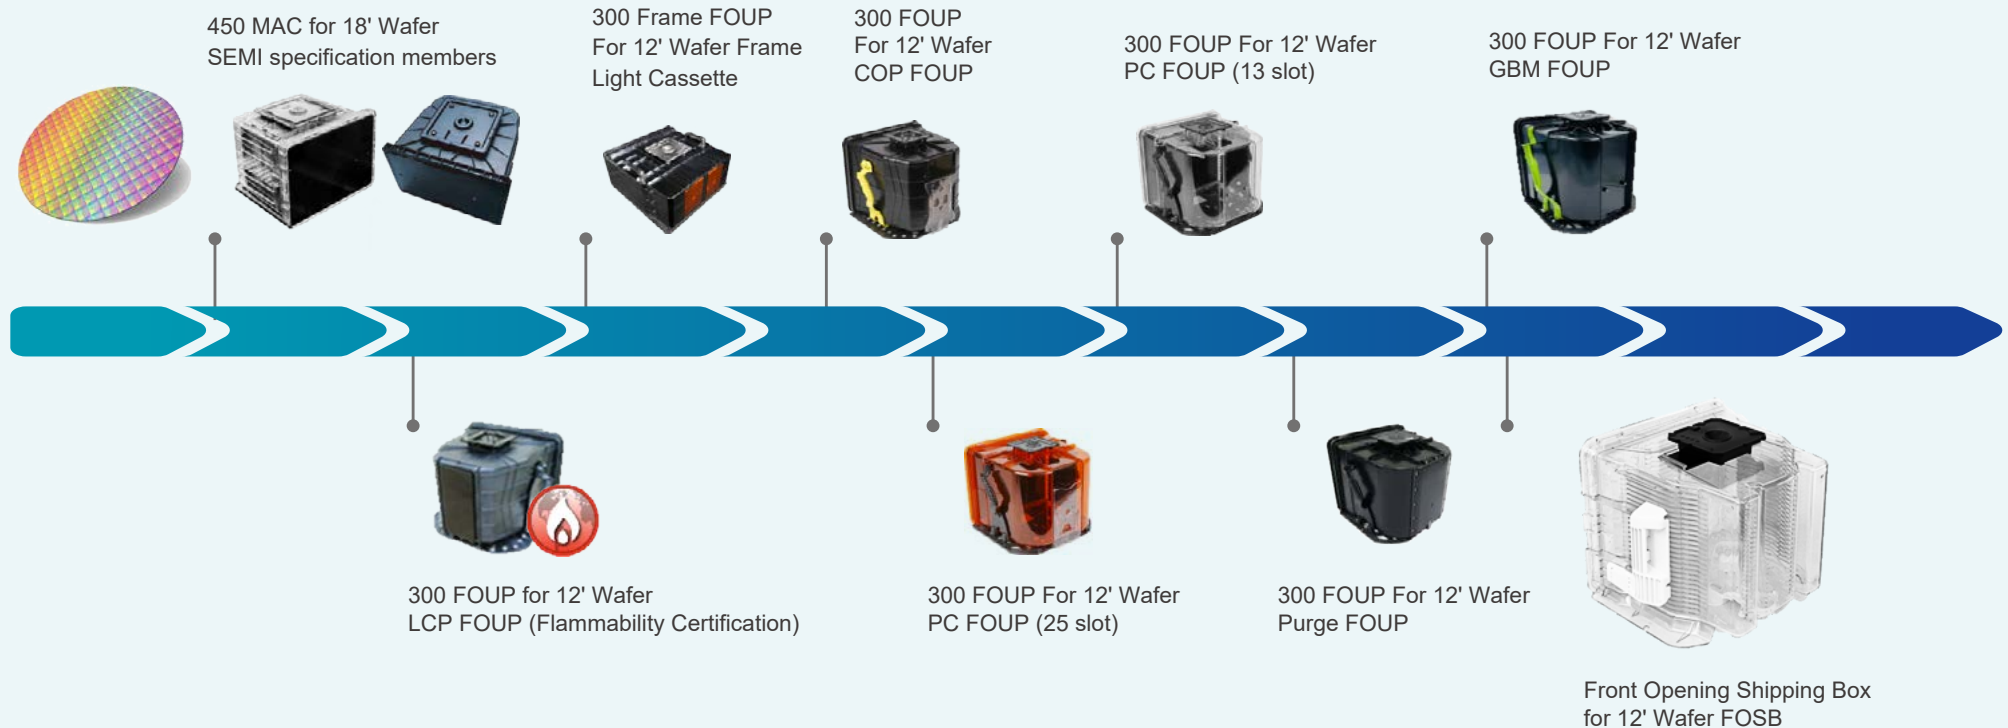 450 MAC for 18' Wafer
SEMI specification members
300 Frame FOUP
For 12' Wafer Frame
Light Cassette
300 FOUP
For 12' Wafer
COP FOUP
300 FOUP For 12' Wafer
PC FOUP (13 slot)
300 FOUP For 12' Wafer
GBM FOUP
300 FOUP for 12' Wafer
LCP FOUP (Flammability Certification)
300 FOUP For 12' Wafer
PC FOUP (25 slot)
300 FOUP For 12' Wafer
Purge FOUP
Front Opening Shipping Box
for 12' Wafer FOSB